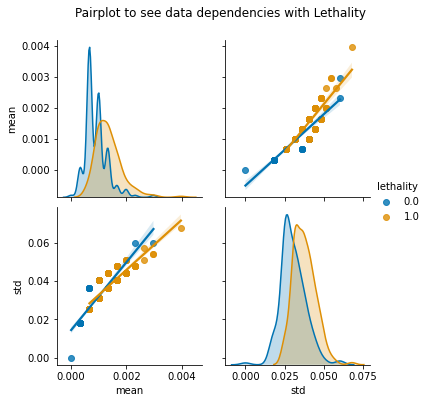 Pairplot to see data dependencies with Lethality
0.004
0.003
0.002
0.001
0.000
mean
lethality
0.0
1.0
0.06
0.04
0.02
0.00
std
0.000 0.002 0.004
mean
0.000 0.025 0.050 0.075
std